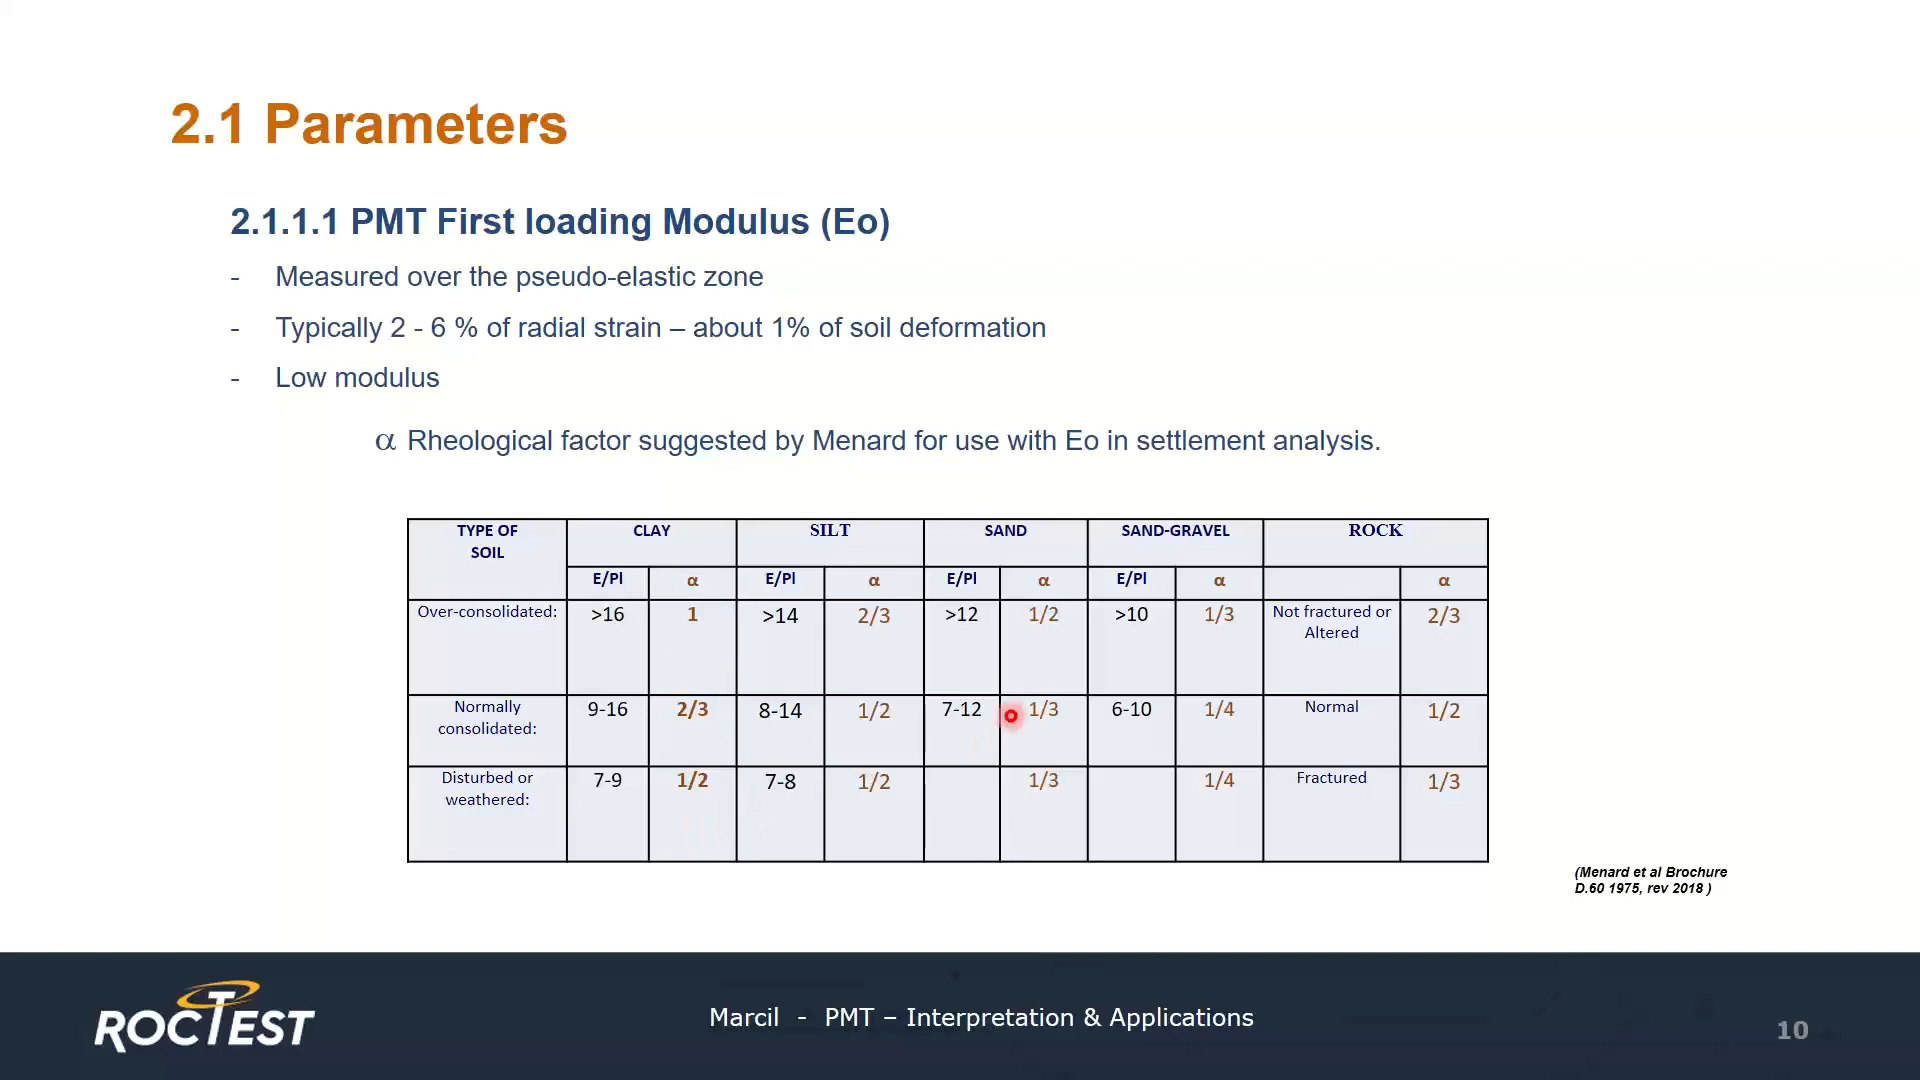 2.1 Parameters
2.1.1.1 PMT First loading Modulus (Eo)
- Measured over the pseudo-elastic zone
- Typically 2 - 6 % of radial strain – about 1% of soil deformation
- Low modulus
α Rheological factor suggested by Menard for use with Eo in settlement analysis.
TYPE OF SOIL CLAY SILT SAND SAND-GRAVEL ROCK
E/Pl α E/Pl α E/Pl α E/Pl α α
Over-consolidated: >16 1 >14 2/3 >12 1/2 >10 1/3 Not fractured or Altered 2/3
Normally consolidated: 9-16 2/3 8-14 1/2 7-12 1/3 6-10 1/4 Normal 1/2
Disturbed or weathered: 7-9 1/2 7-8 1/2 1/3 1/4 Fractured 1/3
(Menard et al Brochure
D.60 1975, rev 2018 )
ROCTEST
Marcil - PMT – Interpretation & Applications
10